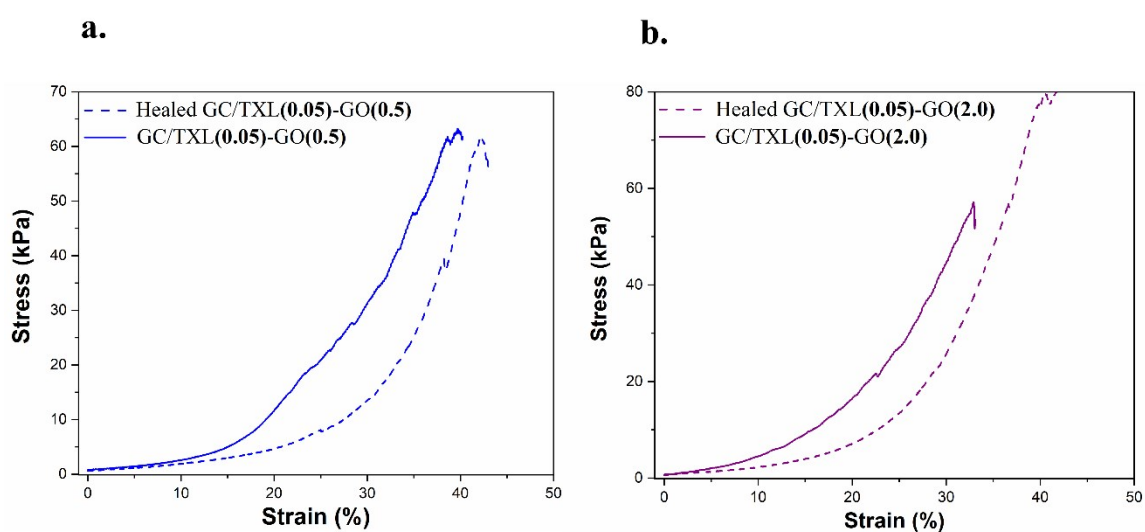 a.
70
60
50
40
30
20
10
0
Stress (kPa)
Healed GC/TXL(0.05)-GO(0.5)
GC/TXL(0.05)-GO(0.5)
0 10 20 30 40 50
Strain (%)
b.
80
60
40
20
0
Stress (kPa)
Healed GC/TXL(0.05)-GO(2.0)
GC/TXL(0.05)-GO(2.0)
0 10 20 30 40 50
Strain (%)